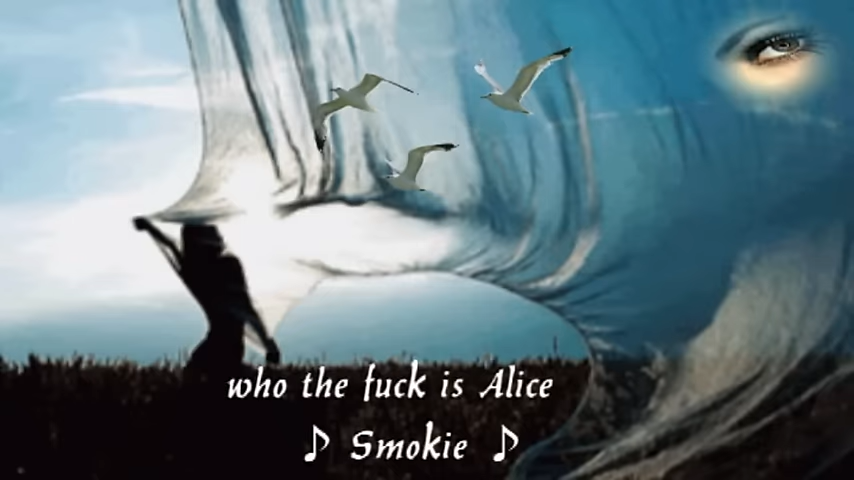 who the fuck is Alice
♪ Smokie ♪